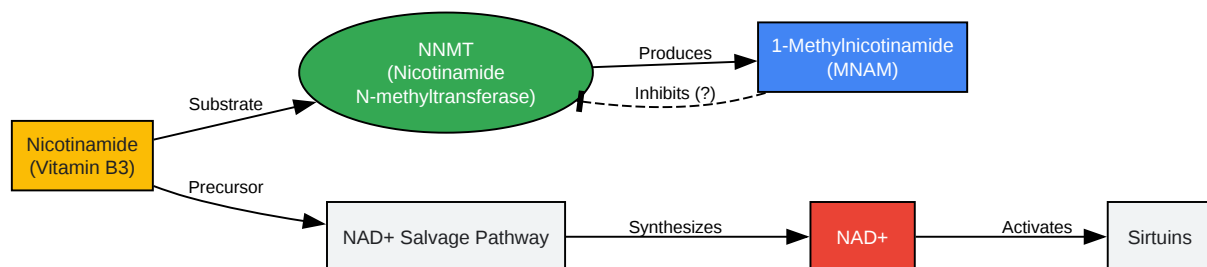 NNMT
(Nicotinamide
N-methyltransferase)
Produces
1-Methylnicotinamide
(MNAM)
Inhibits (?)
Substrate
Nicotinamide
(Vitamin B3)
Precursor
NAD+ Salvage Pathway
Synthesizes
NAD+
Activates
Sirtuins